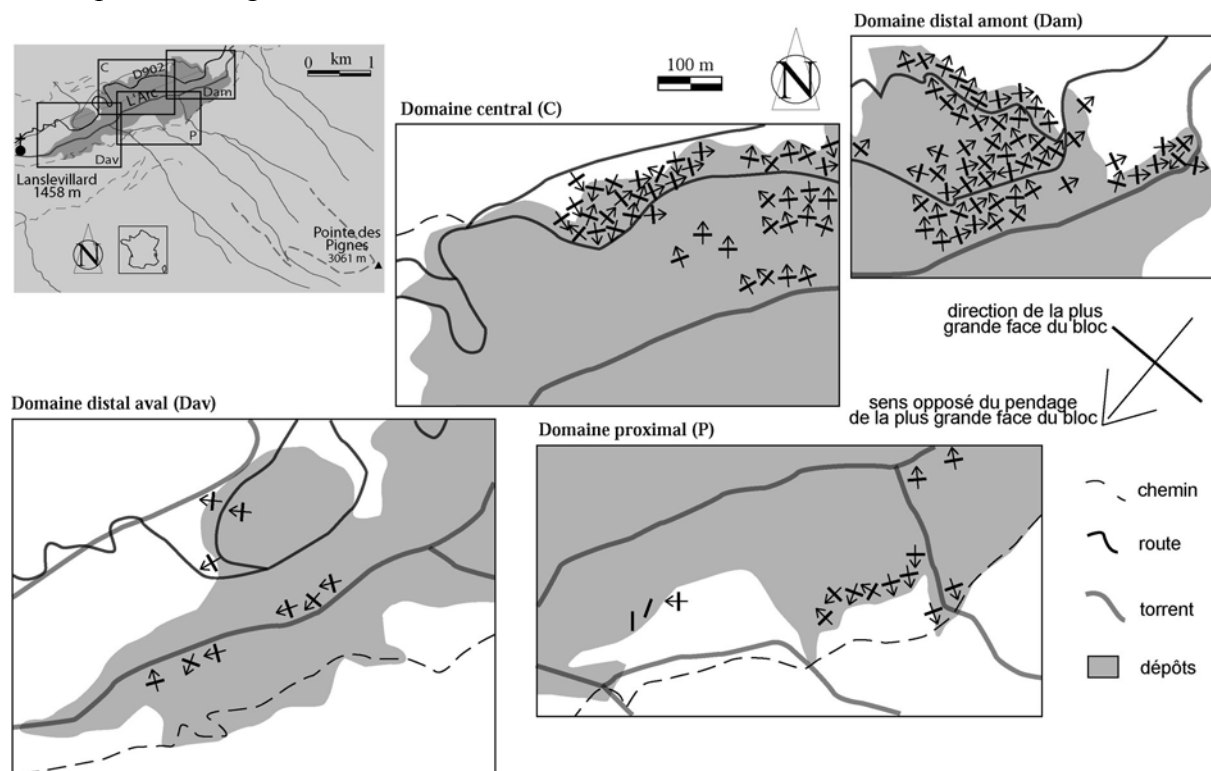 0 km 1
C
D902
L'Arc
Dam
P
Dav
Lanslevillard
1458 m
N
Pointe des
Pignes
3061 m
100 m
N
Domaine distal amont (Dam)
Domaine central (C)
direction de la plus
grande face du bloc
sens opposé du pendage
de la plus grande face du bloc
Domaine distal aval (Dav)
Domaine proximal (P)
chemin
route
torrent
dépôts